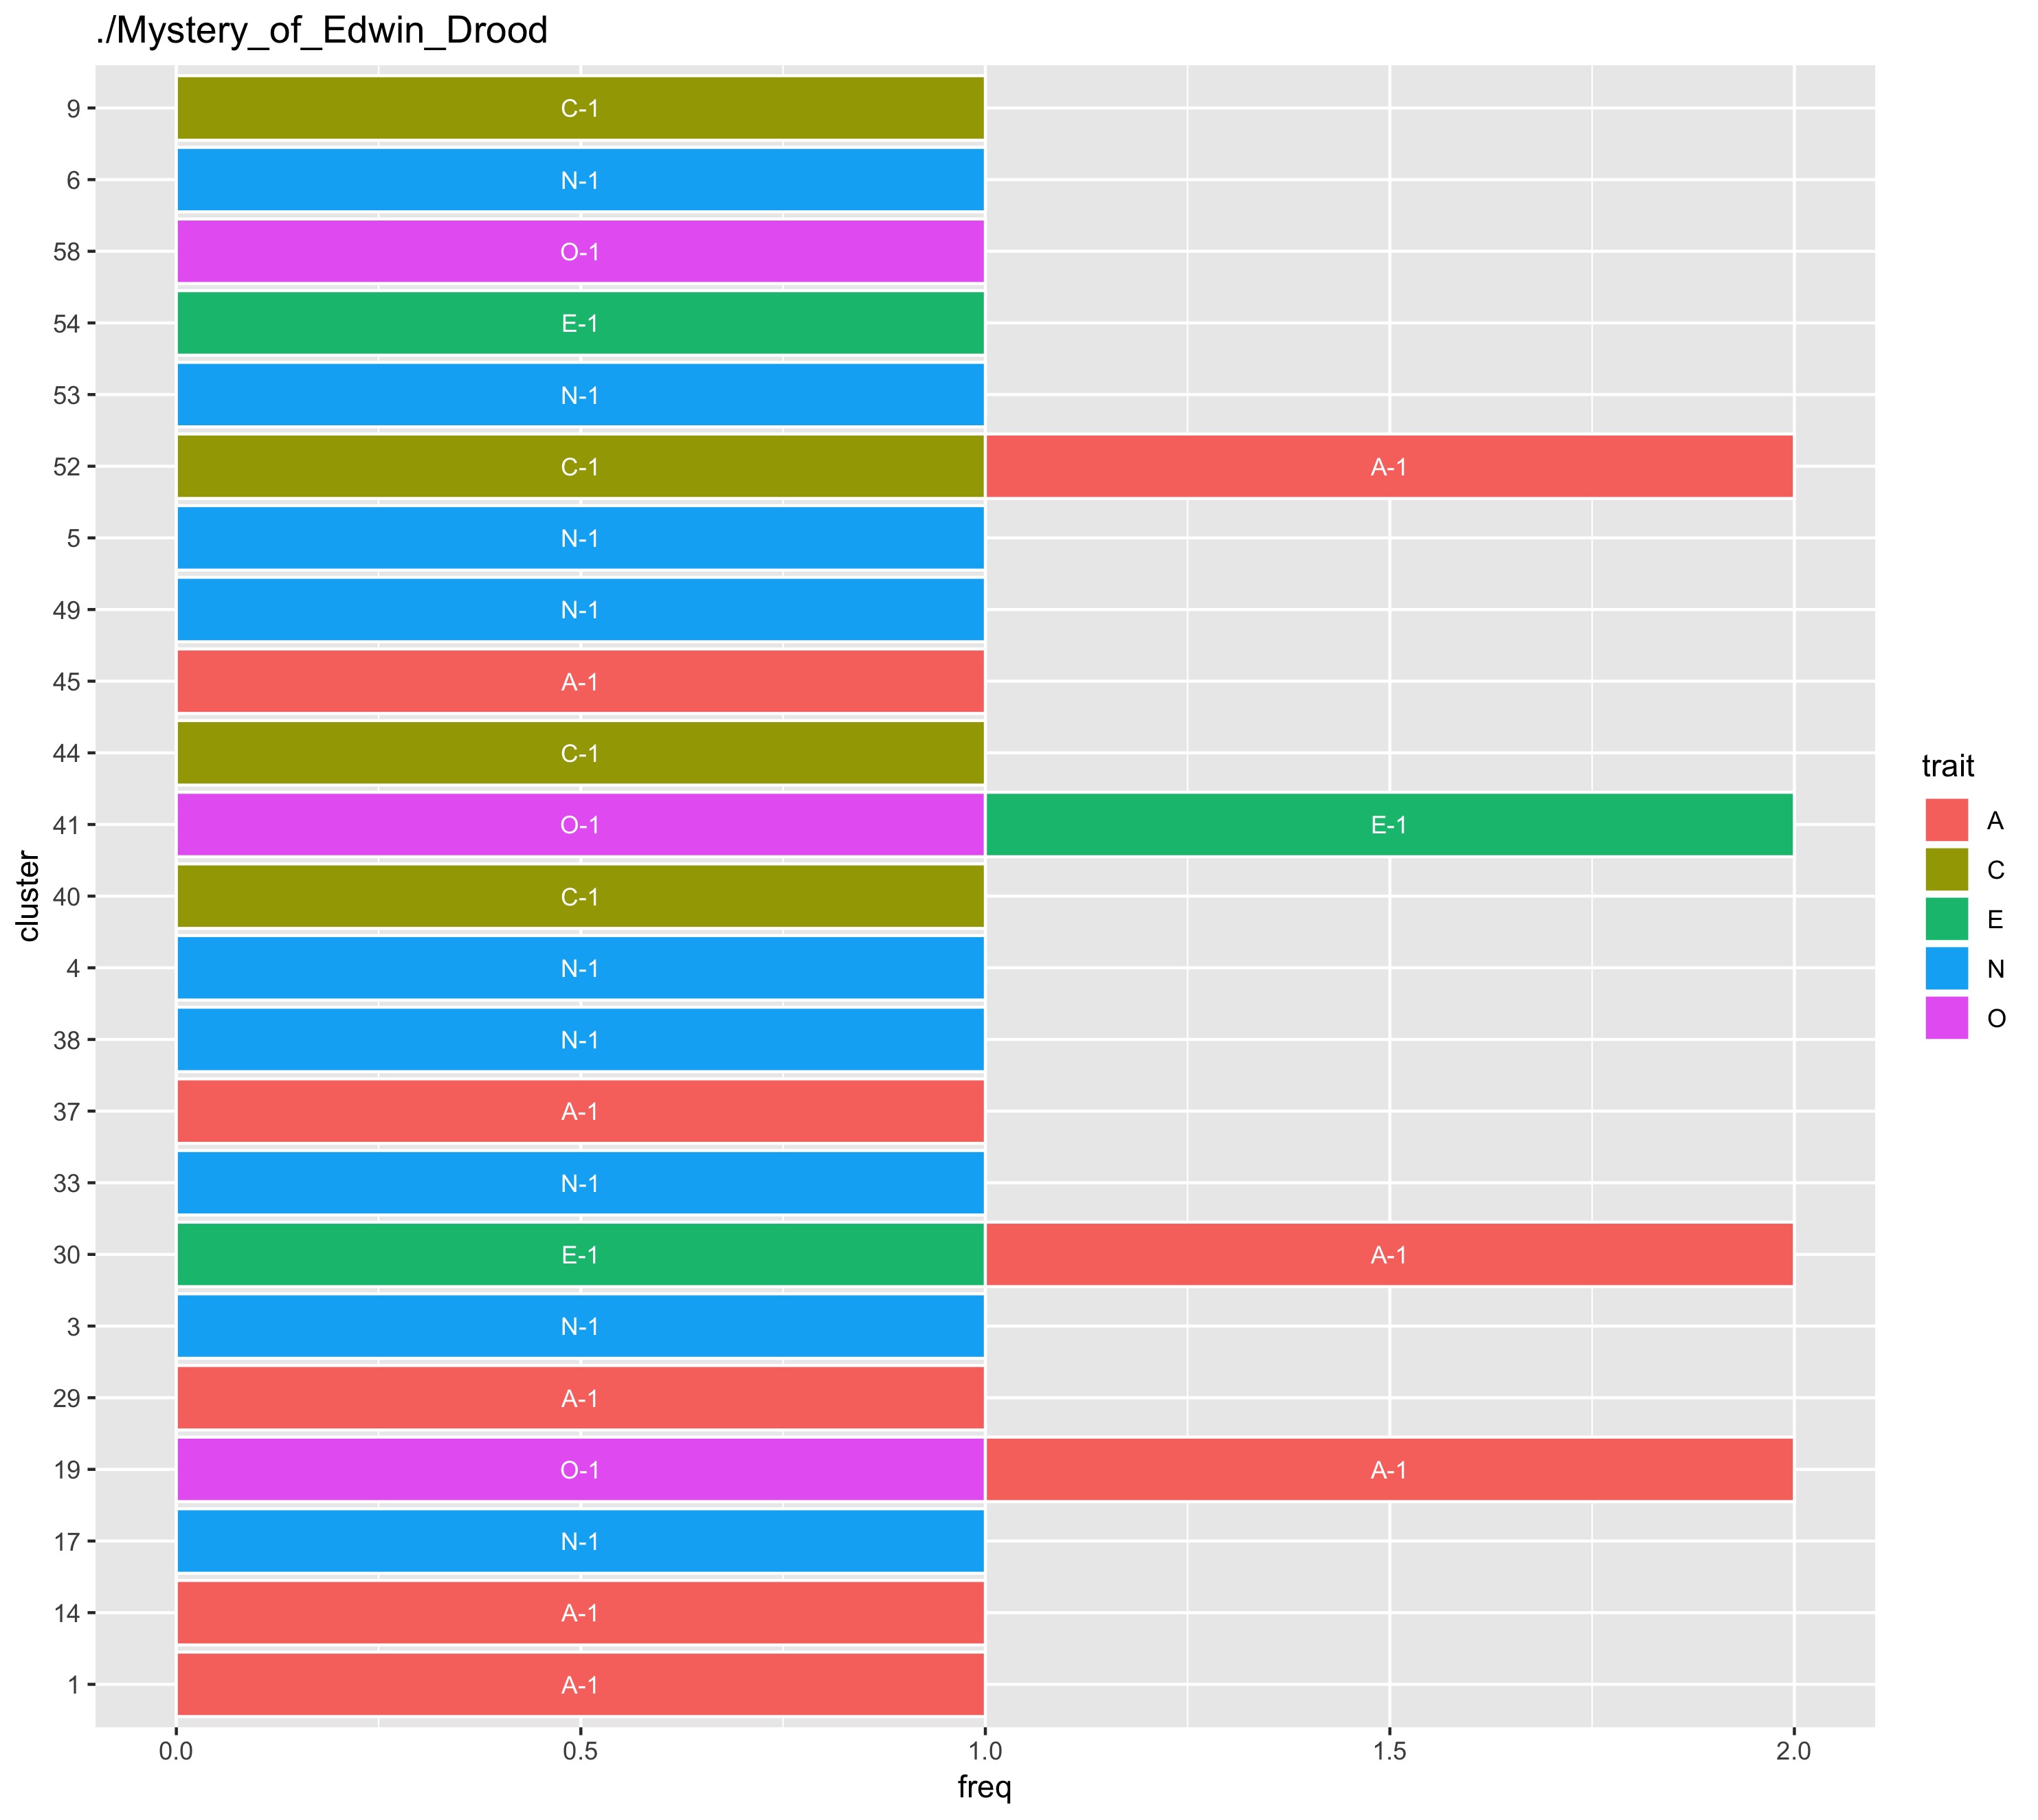 ./Mystery_of_Edwin_Drood
9 C-1
6 N-1
58 O-1
54 E-1
53 N-1
52 C-1 A-1
5 N-1
49 N-1
45 A-1
44 C-1
41 O-1 E-1
40 C-1
4 N-1
38 N-1
37 A-1
33 N-1
30 E-1 A-1
3 N-1
29 A-1
19 O-1 A-1
17 N-1
14 A-1
1 A-1
cluster
0.0 0.5 1.0 1.5 2.0
freq
trait
A
C
E
N
O